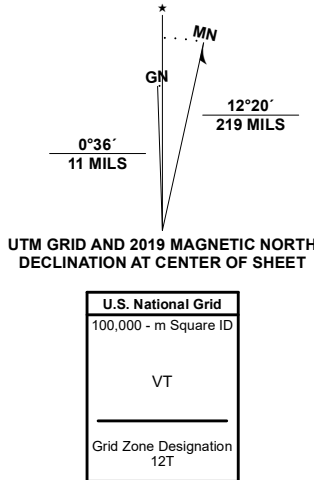 ★
MN
GN
12°20´
219 MILS
0°36´
11 MILS
UTM GRID AND 2019 MAGNETIC NORTH
DECLINATION AT CENTER OF SHEET
U.S. National Grid
100,000 - m Square ID
VT
Grid Zone Designation
12T